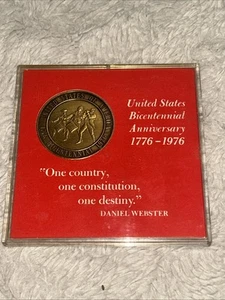 United States
Bicentennial
Anniversary
1776-1976
"One country,
one constitution,
one destiny."
DANIEL WEBSTER